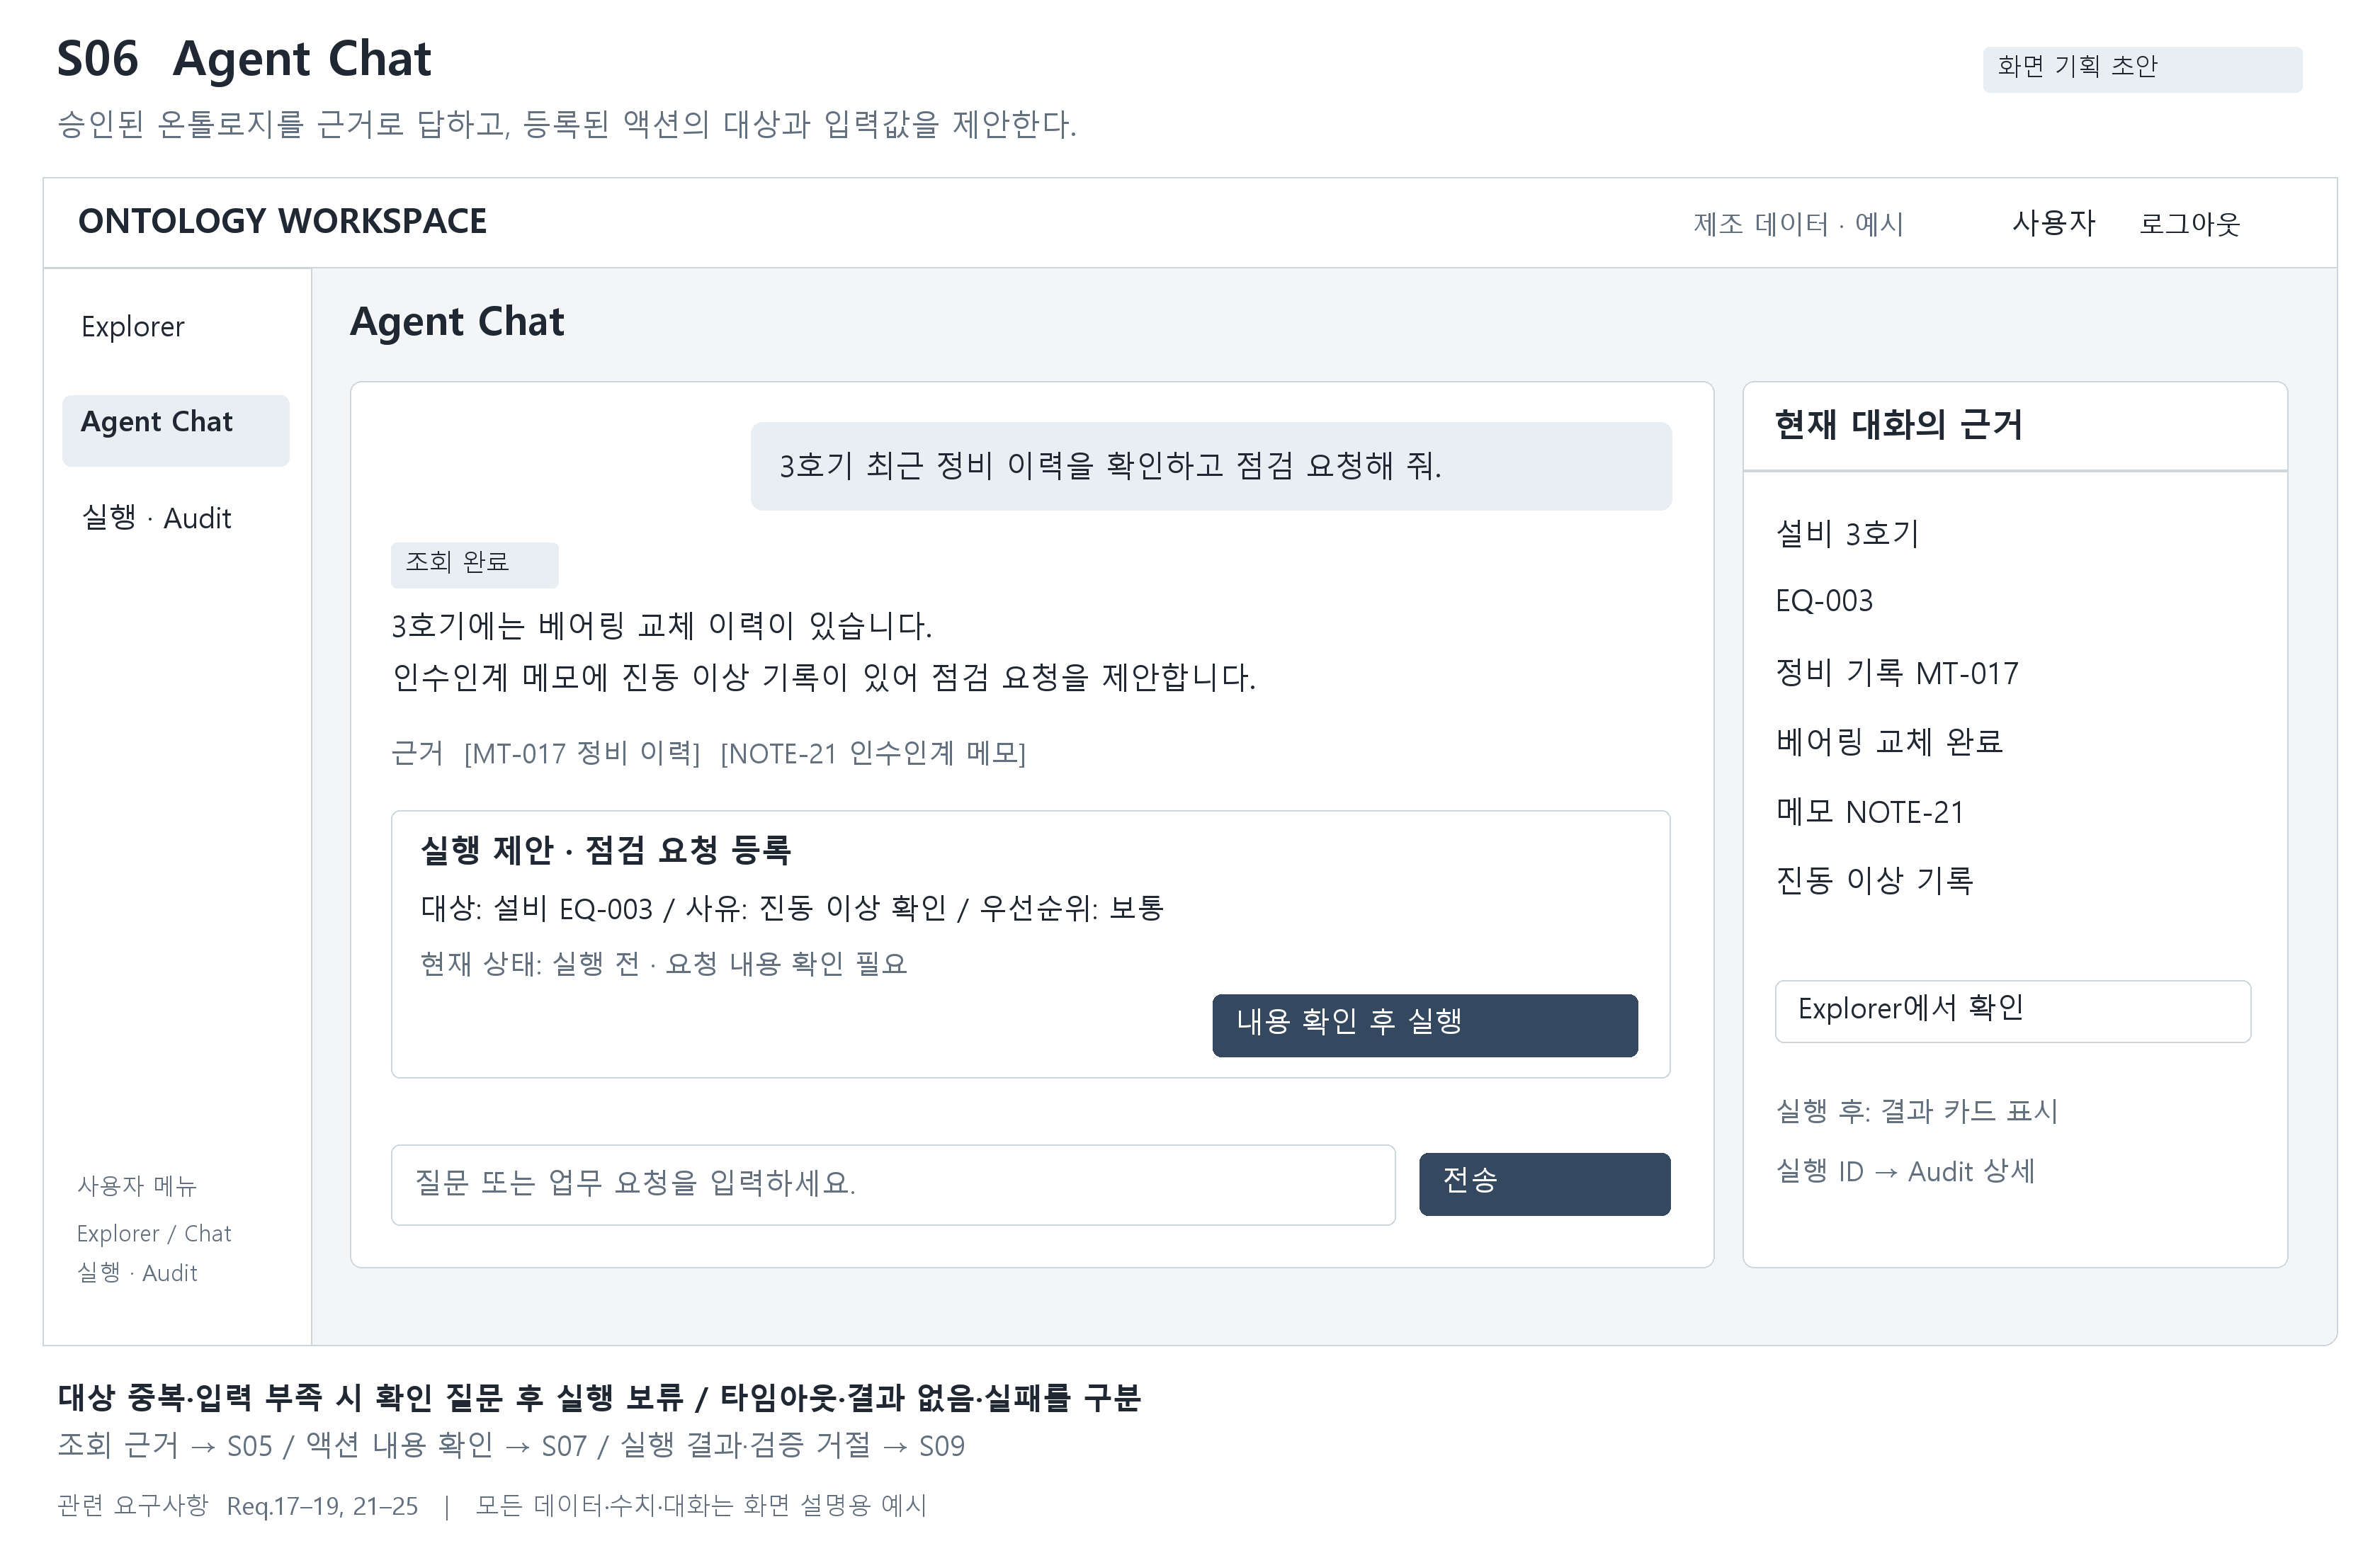 S06 Agent Chat
화면 기획 초안
승인된 온톨로지를 근거로 답하고, 등록된 액션의 대상과 입력값을 제안한다.
ONTOLOGY WORKSPACE
제조 데이터 · 예시
사용자
로그아웃
Explorer
Agent Chat
실행 · Audit
사용자 메뉴
Explorer / Chat
실행 · Audit
Agent Chat
3호기 최근 정비 이력을 확인하고 점검 요청해 줘.
조회 완료
3호기에는 베어링 교체 이력이 있습니다.
인수인계 메모에 진동 이상 기록이 있어 점검 요청을 제안합니다.
근거 [MT-017 정비 이력] [NOTE-21 인수인계 메모]
실행 제안 · 점검 요청 등록
대상: 설비 EQ-003 / 사유: 진동 이상 확인 / 우선순위: 보통
현재 상태: 실행 전 · 요청 내용 확인 필요
내용 확인 후 실행
질문 또는 업무 요청을 입력하세요.
전송
현재 대화의 근거
설비 3호기
EQ-003
정비 기록 MT-017
베어링 교체 완료
메모 NOTE-21
진동 이상 기록
Explorer에서 확인
실행 후: 결과 카드 표시
실행 ID → Audit 상세
대상 중복·입력 부족 시 확인 질문 후 실행 보류 / 타임아웃·결과 없음·실패를 구분
조회 근거 → S05 / 액션 내용 확인 → S07 / 실행 결과·검증 거절 → S09
관련 요구사항 Req.17–19, 21–25 | 모든 데이터·수치·대화는 화면 설명용 예시